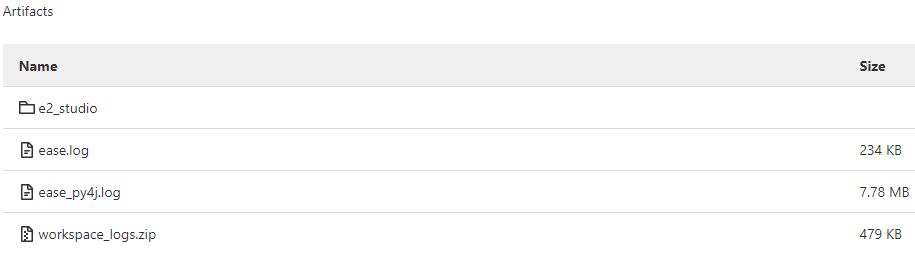 Artifacts
Name Size
e2_studio
ease.log 234 KB
ease_py4j.log 7.78 MB
workspace_logs.zip 479 KB